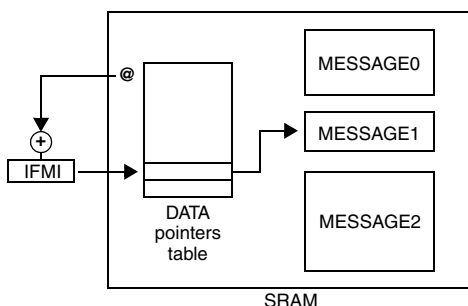 @
MESSAGE0
MESSAGE1
+
IFMI
DATA
pointers
table
MESSAGE2
SRAM